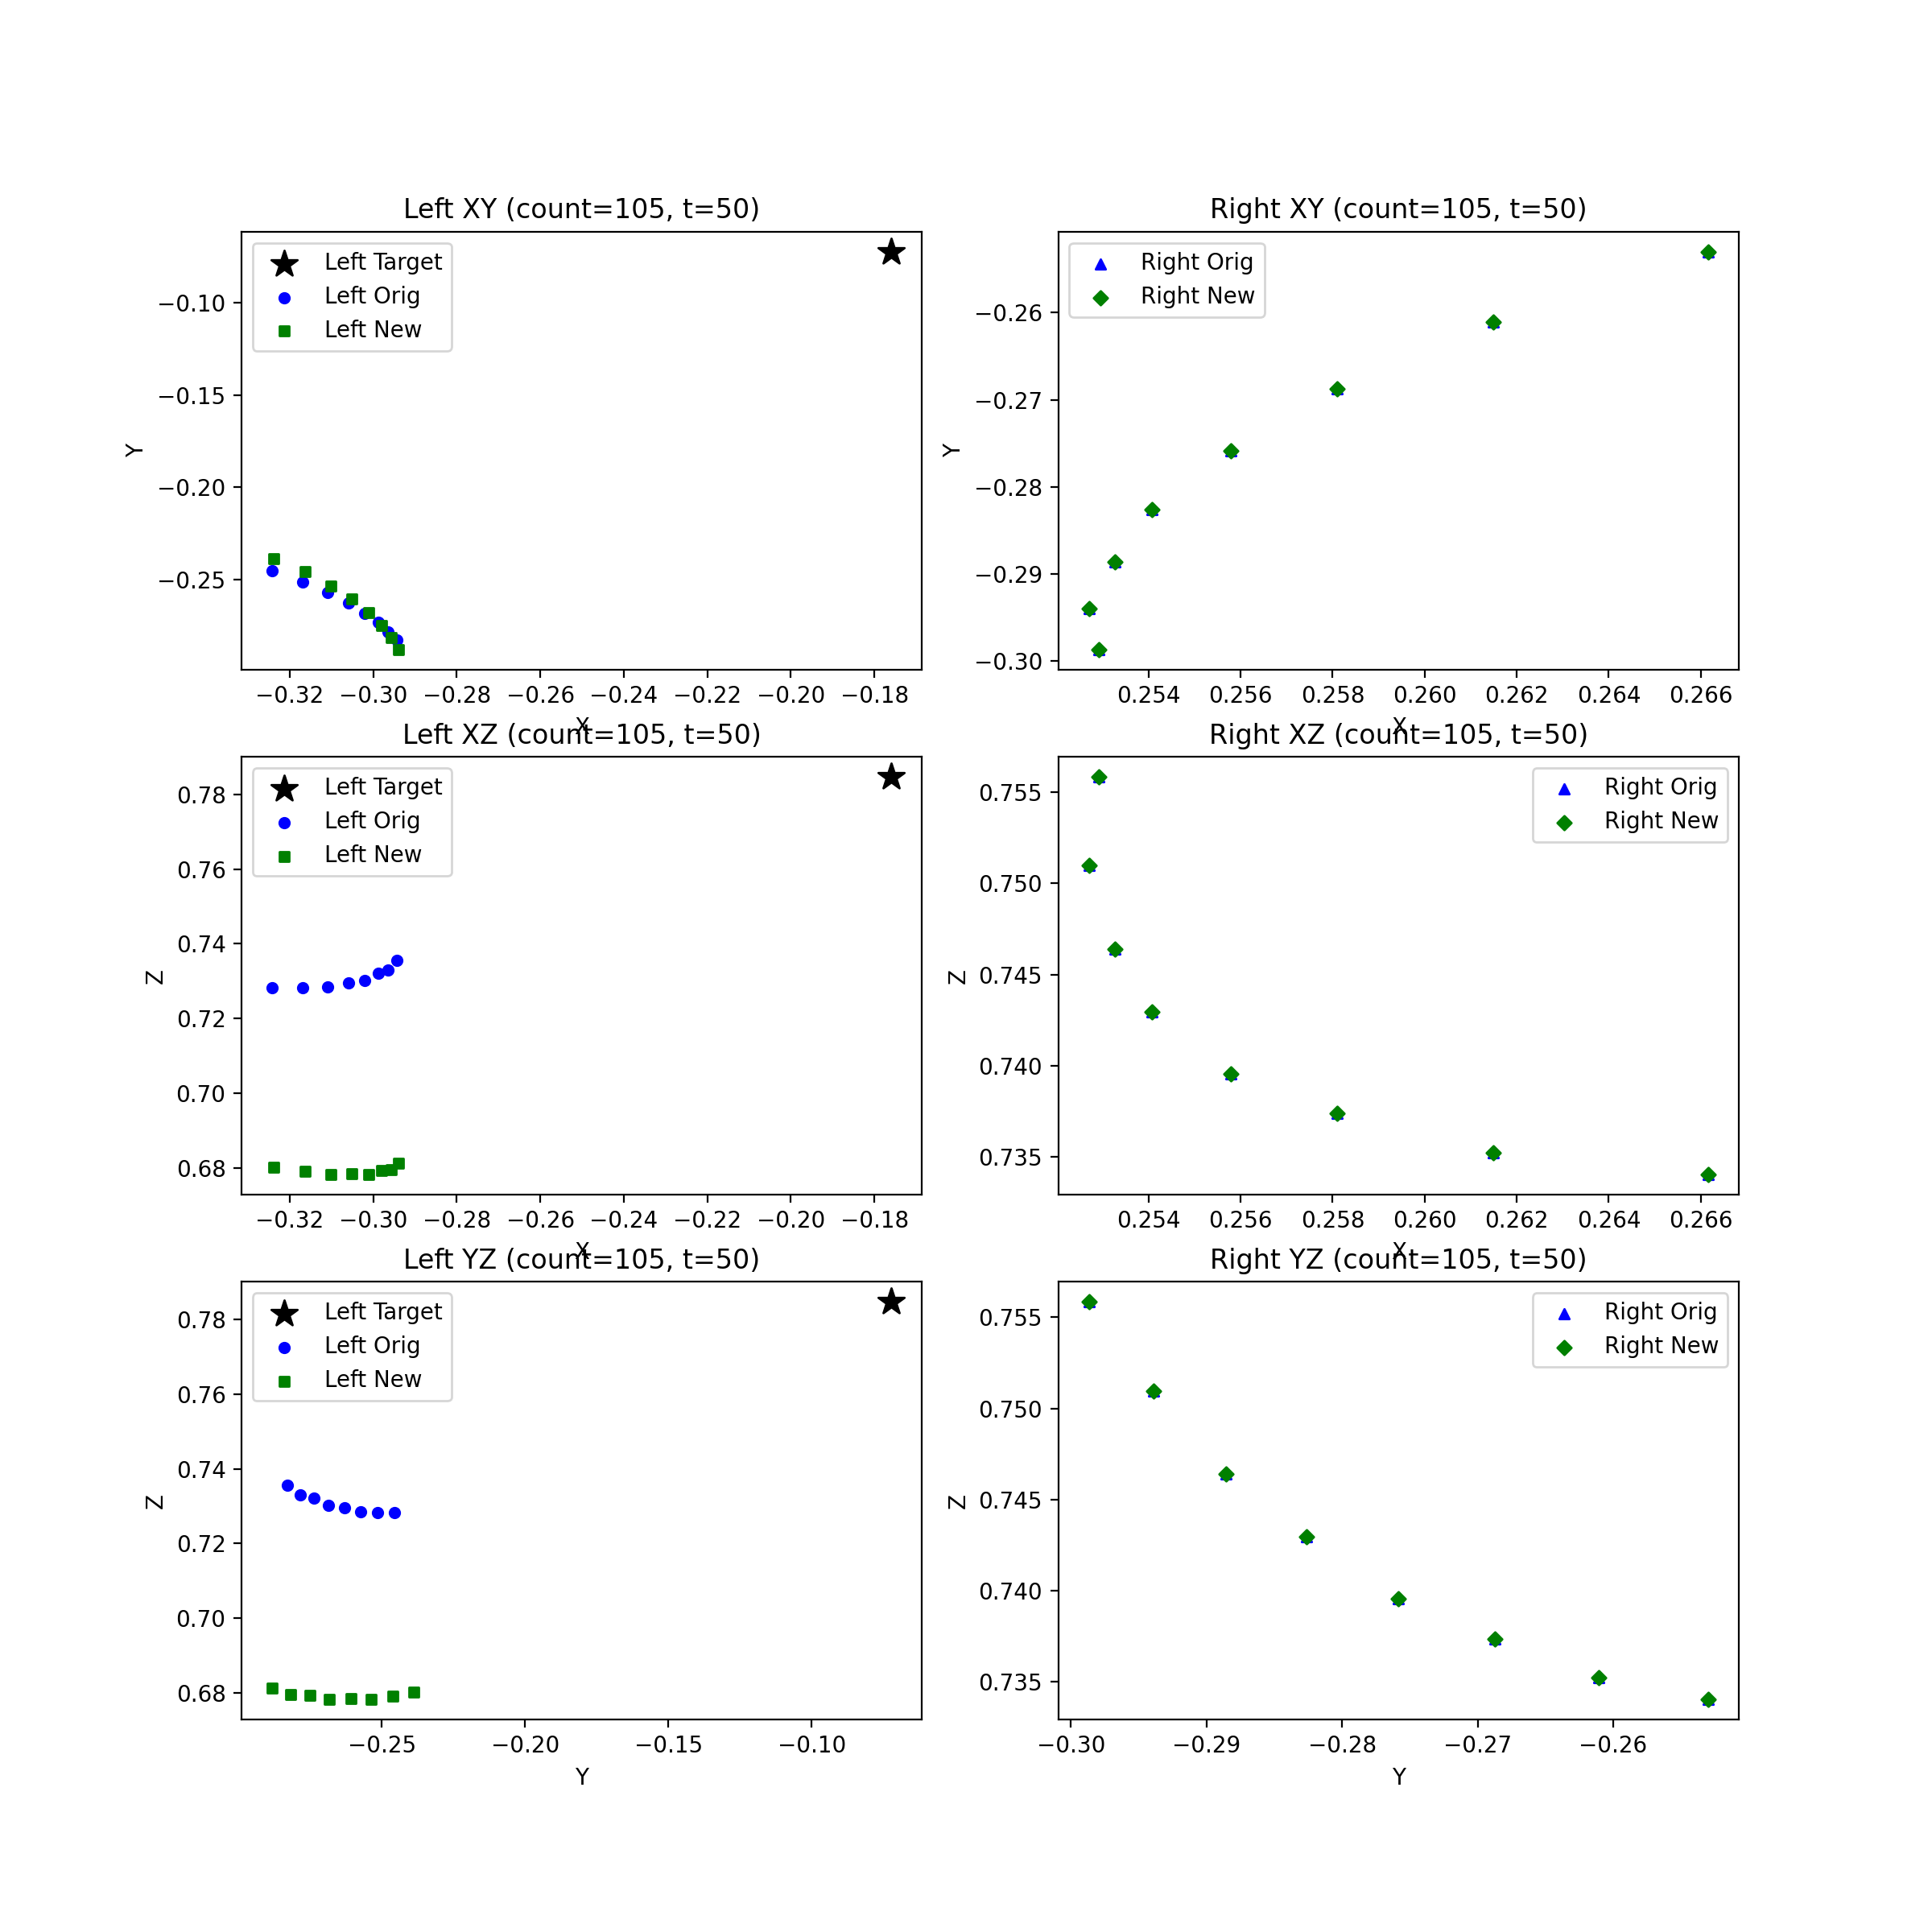 Left XY (count=105, t=50)
Left Target
Left Orig
Left New
−0.10
−0.15
−0.20
−0.25
Y
−0.32 −0.30 −0.28 −0.26 −0.24 −0.22 −0.20 −0.18
X
Right XY (count=105, t=50)
Right Orig
Right New
−0.26
−0.27
−0.28
−0.29
−0.30
Y
0.254 0.256 0.258 0.260 0.262 0.264 0.266
X
Left XZ (count=105, t=50)
Left Target
Left Orig
Left New
0.78
0.76
0.74
0.72
0.70
0.68
Z
−0.32 −0.30 −0.28 −0.26 −0.24 −0.22 −0.20 −0.18
X
Right XZ (count=105, t=50)
Right Orig
Right New
0.755
0.750
0.745
0.740
0.735
Z
0.254 0.256 0.258 0.260 0.262 0.264 0.266
X
Left YZ (count=105, t=50)
Left Target
Left Orig
Left New
0.78
0.76
0.74
0.72
0.70
0.68
Z
−0.25 −0.20 −0.15 −0.10
Y
Right YZ (count=105, t=50)
Right Orig
Right New
0.755
0.750
0.745
0.740
0.735
Z
−0.30 −0.29 −0.28 −0.27 −0.26
Y